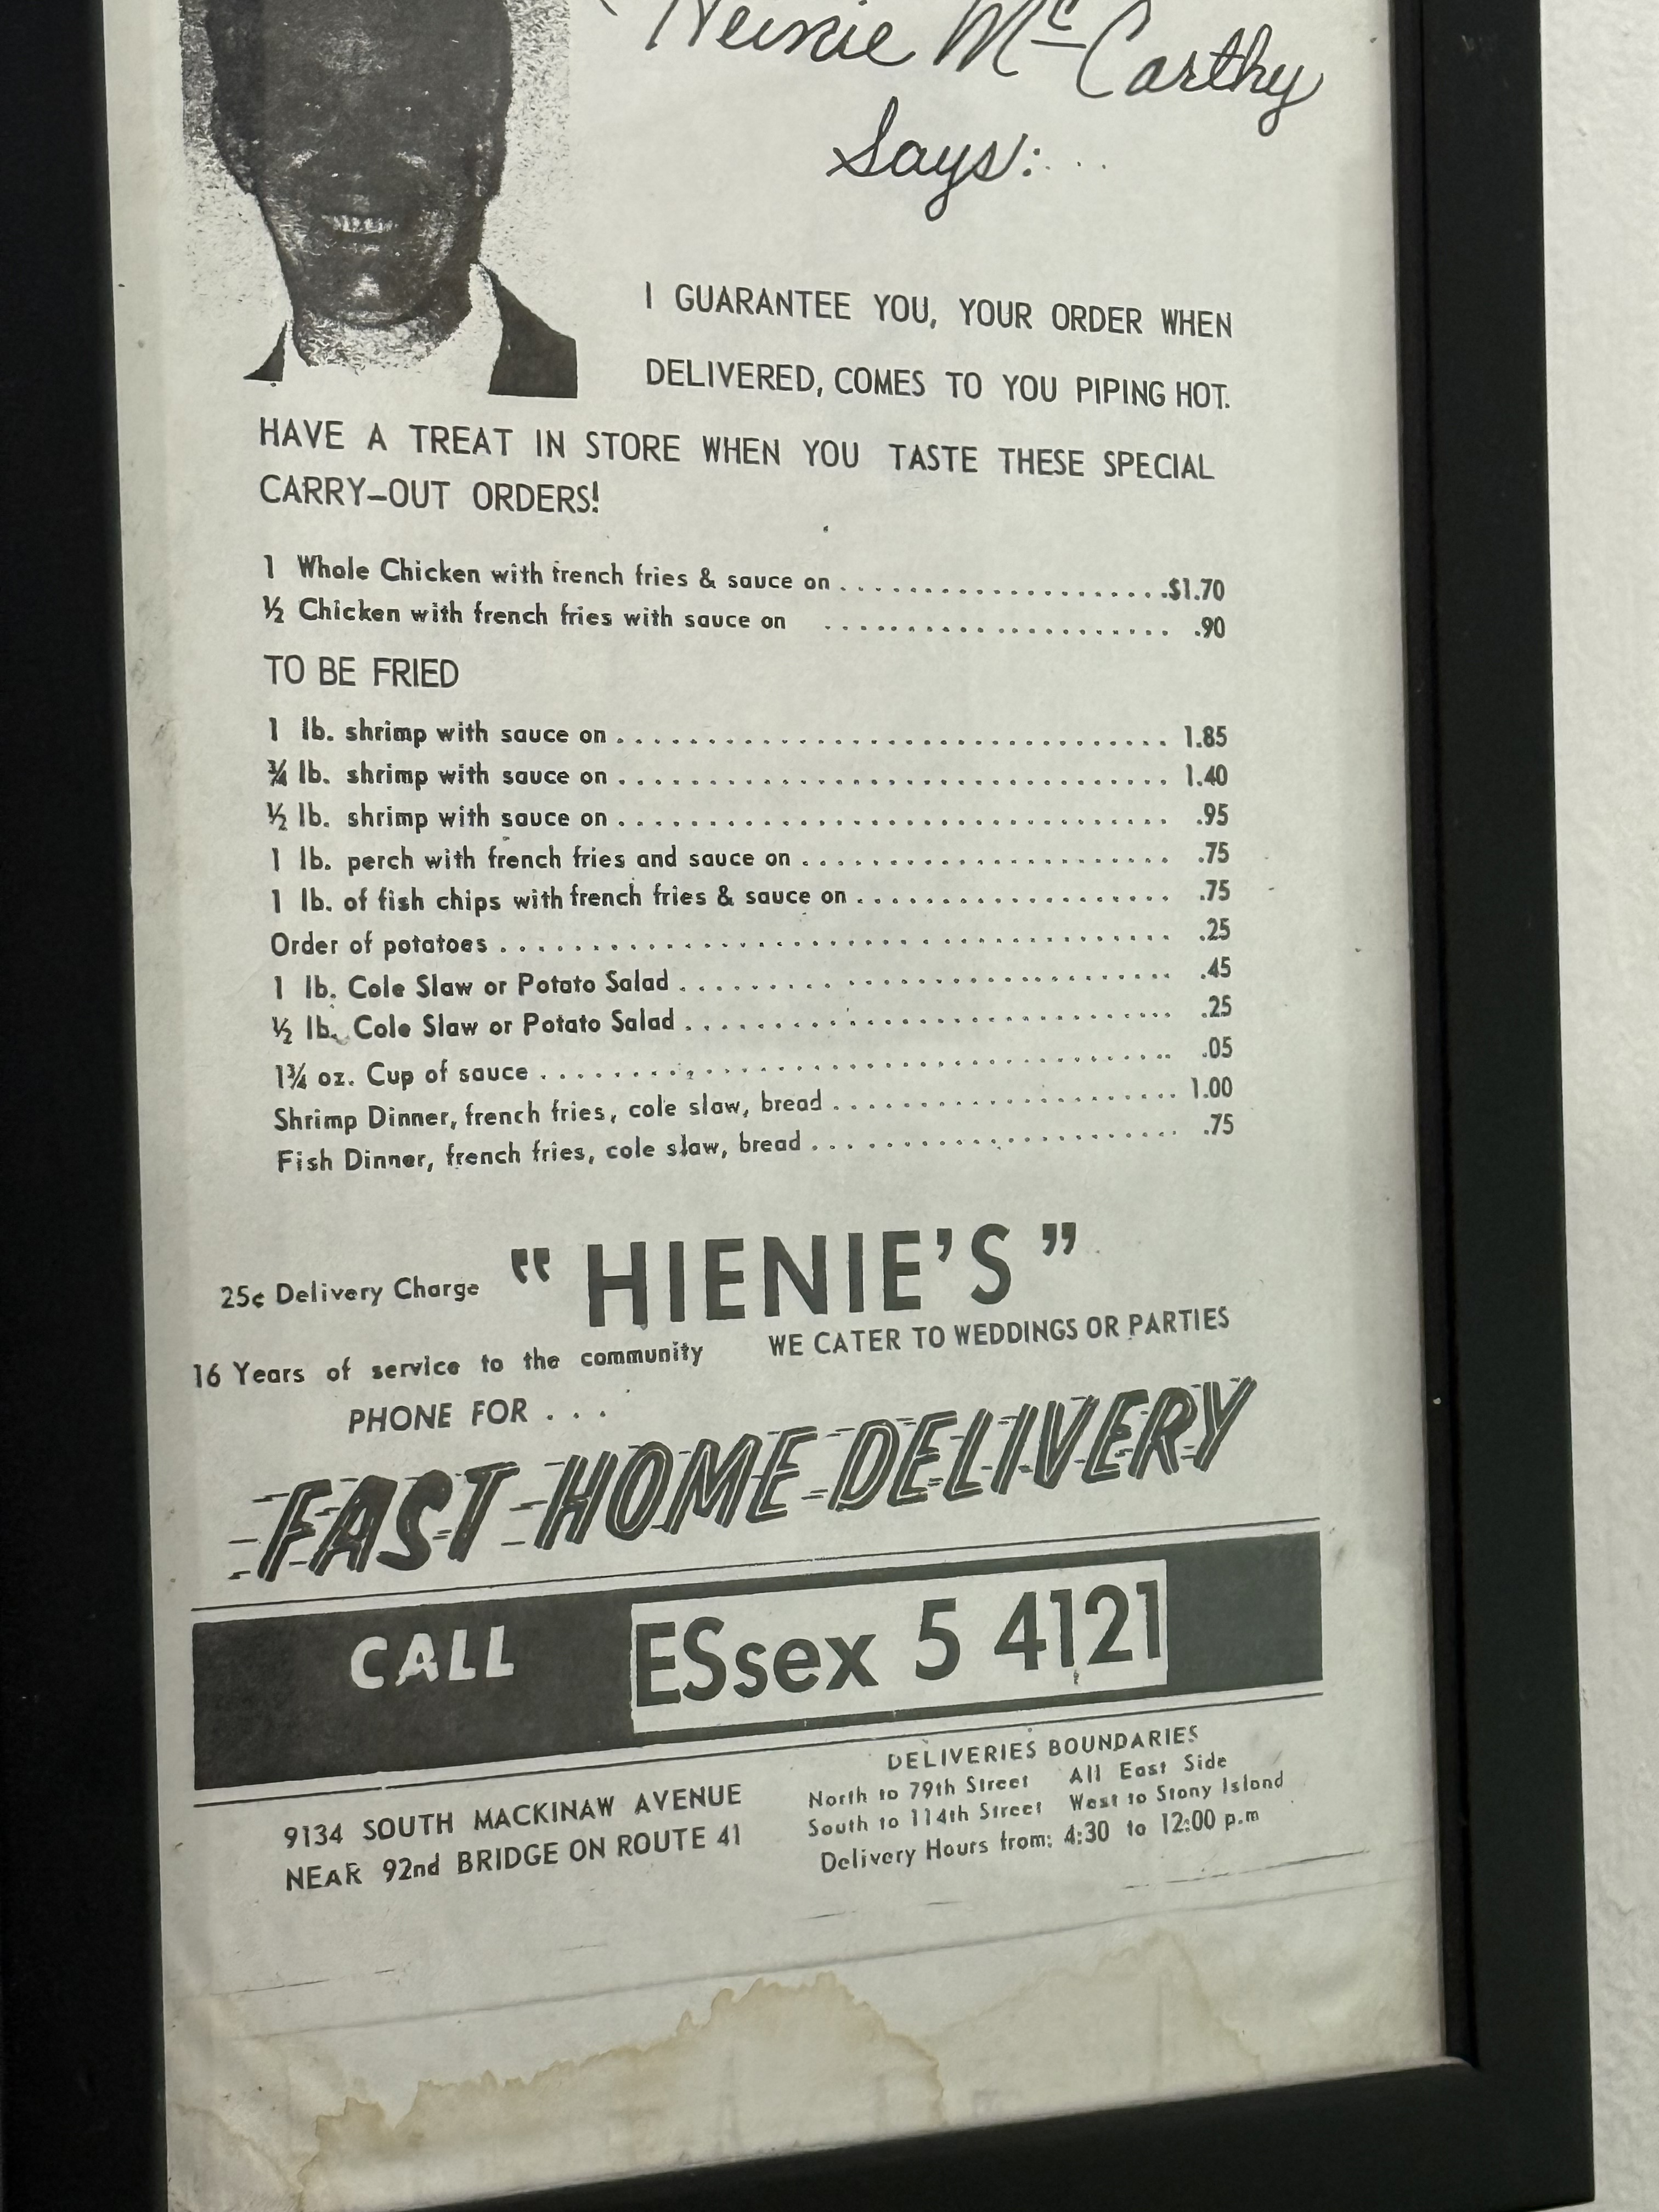 Heinie Mc Carthy
Says: . .
I GUARANTEE YOU, YOUR ORDER WHEN
DELIVERED, COMES TO YOU PIPING HOT.
HAVE A TREAT IN STORE WHEN YOU TASTE THESE SPECIAL
CARRY-OUT ORDERS!
1 Whole Chicken with french fries & sauce on . . . . . . . . . . . . . . . . . . . . $1.70
½ Chicken with french fries with sauce on . . . . . . . . . . . . . . . . . . . . .90
TO BE FRIED
1 lb. shrimp with sauce on . . . . . . . . . . . . . . . . . . . . 1.85
¾ lb. shrimp with sauce on . . . . . . . . . . . . . . . . . . . . 1.40
½ lb. shrimp with sauce on . . . . . . . . . . . . . . . . . . . . .95
1 lb. perch with french fries and sauce on . . . . . . . . . . . . . . . . . . . . .75
1 lb. of fish chips with french fries & sauce on . . . . . . . . . . . . . . . . . . . . .75
Order of potatoes . . . . . . . . . . . . . . . . . . . . .25
1 lb. Cole Slaw or Potato Salad . . . . . . . . . . . . . . . . . . . . .45
½ lb. Cole Slaw or Potato Salad . . . . . . . . . . . . . . . . . . . . .25
1¾ oz. Cup of sauce . . . . . . . . . . . . . . . . . . . . .05
Shrimp Dinner, french fries, cole slaw, bread . . . . . . . . . . . . . . . . . . . . 1.00
Fish Dinner, french fries, cole slaw, bread . . . . . . . . . . . . . . . . . . . . .75
25¢ Delivery Charge "HIENIE'S"
16 Years of service to the community WE CATER TO WEDDINGS OR PARTIES
PHONE FOR . . .
FAST HOME DELIVERY
CALL ESsex 5 4121
9134 SOUTH MACKINAW AVENUE
NEAR 92nd BRIDGE ON ROUTE 41
DELIVERIES BOUNDARIES
North to 79th Street All East Side
South to 114th Street West to Stony Island
Delivery Hours from: 4:30 to 12:00 p.m